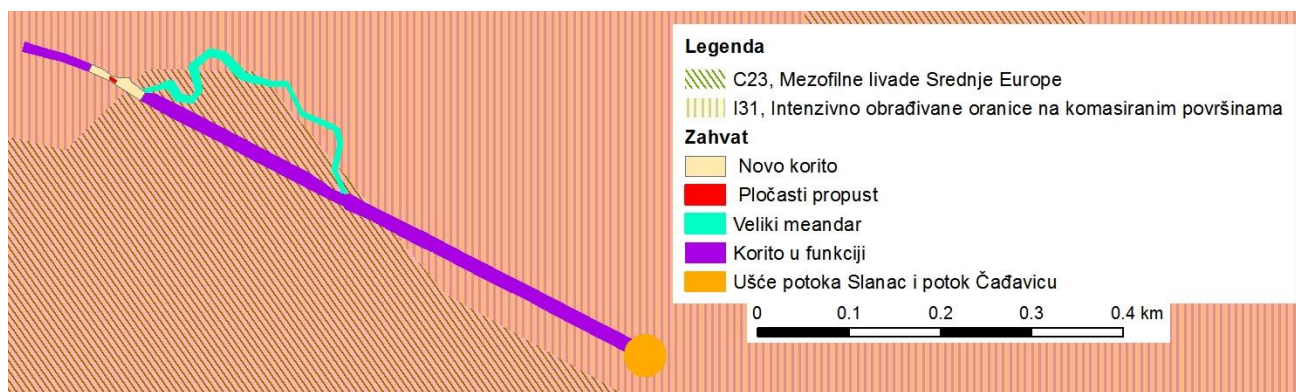 Legenda
C23, Mezofilne livade Srednje Europe
I31, Intenzivno obrađivane oranice na komasiranim površinama
Zahvat
Novo korito
Pločasti propust
Veliki meandar
Korito u funkciji
Ušće potoka Slanac i potok Čađavicu
0 0.1 0.2 0.3 0.4 km